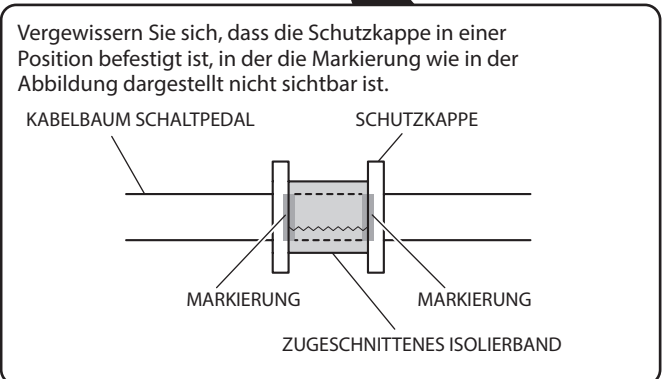 Vergewissern Sie sich, dass die Schutzkappe in einer
Position befestigt ist, in der die Markierung wie in der
Abbildung dargestellt nicht sichtbar ist.
KABELBAUM SCHALTPEDAL
SCHUTZKAPPE
MARKIERUNG
MARKIERUNG
ZUGESCHNITTENES ISOLIERBAND